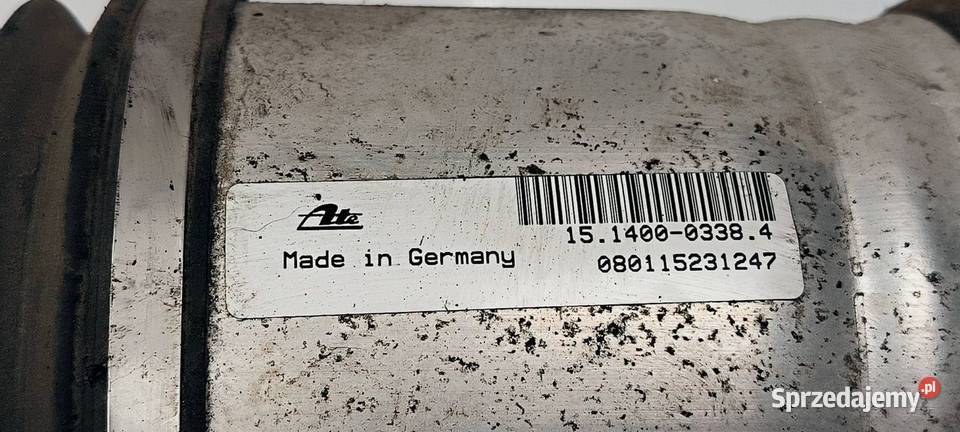 Ate
15.1400-0338.4
Made in Germany
080115231247
Sprzedajemy.pl